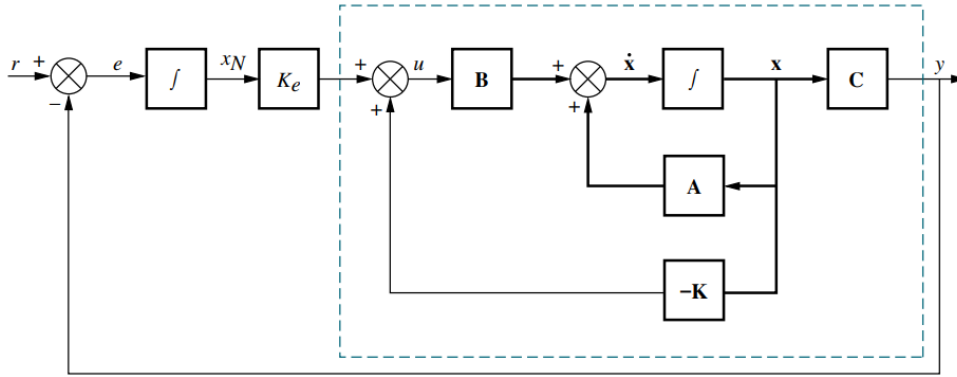 r + e ∫ x_N K_e + u B + ẋ ∫ x C y
− + +
A
−K